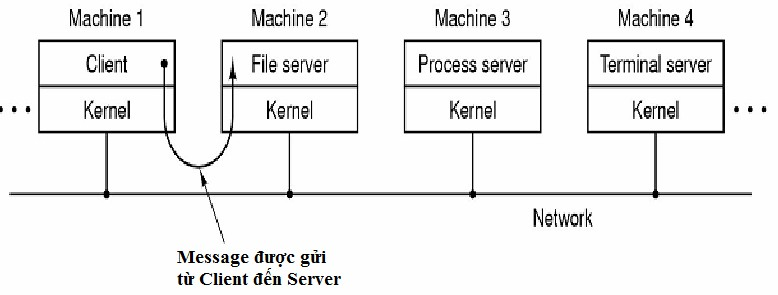 Machine 1
Machine 2
Machine 3
Machine 4
Client
File server
Process server
Terminal server
Kernel
Kernel
Kernel
Kernel
Network
Message được gửi
từ Client đến Server